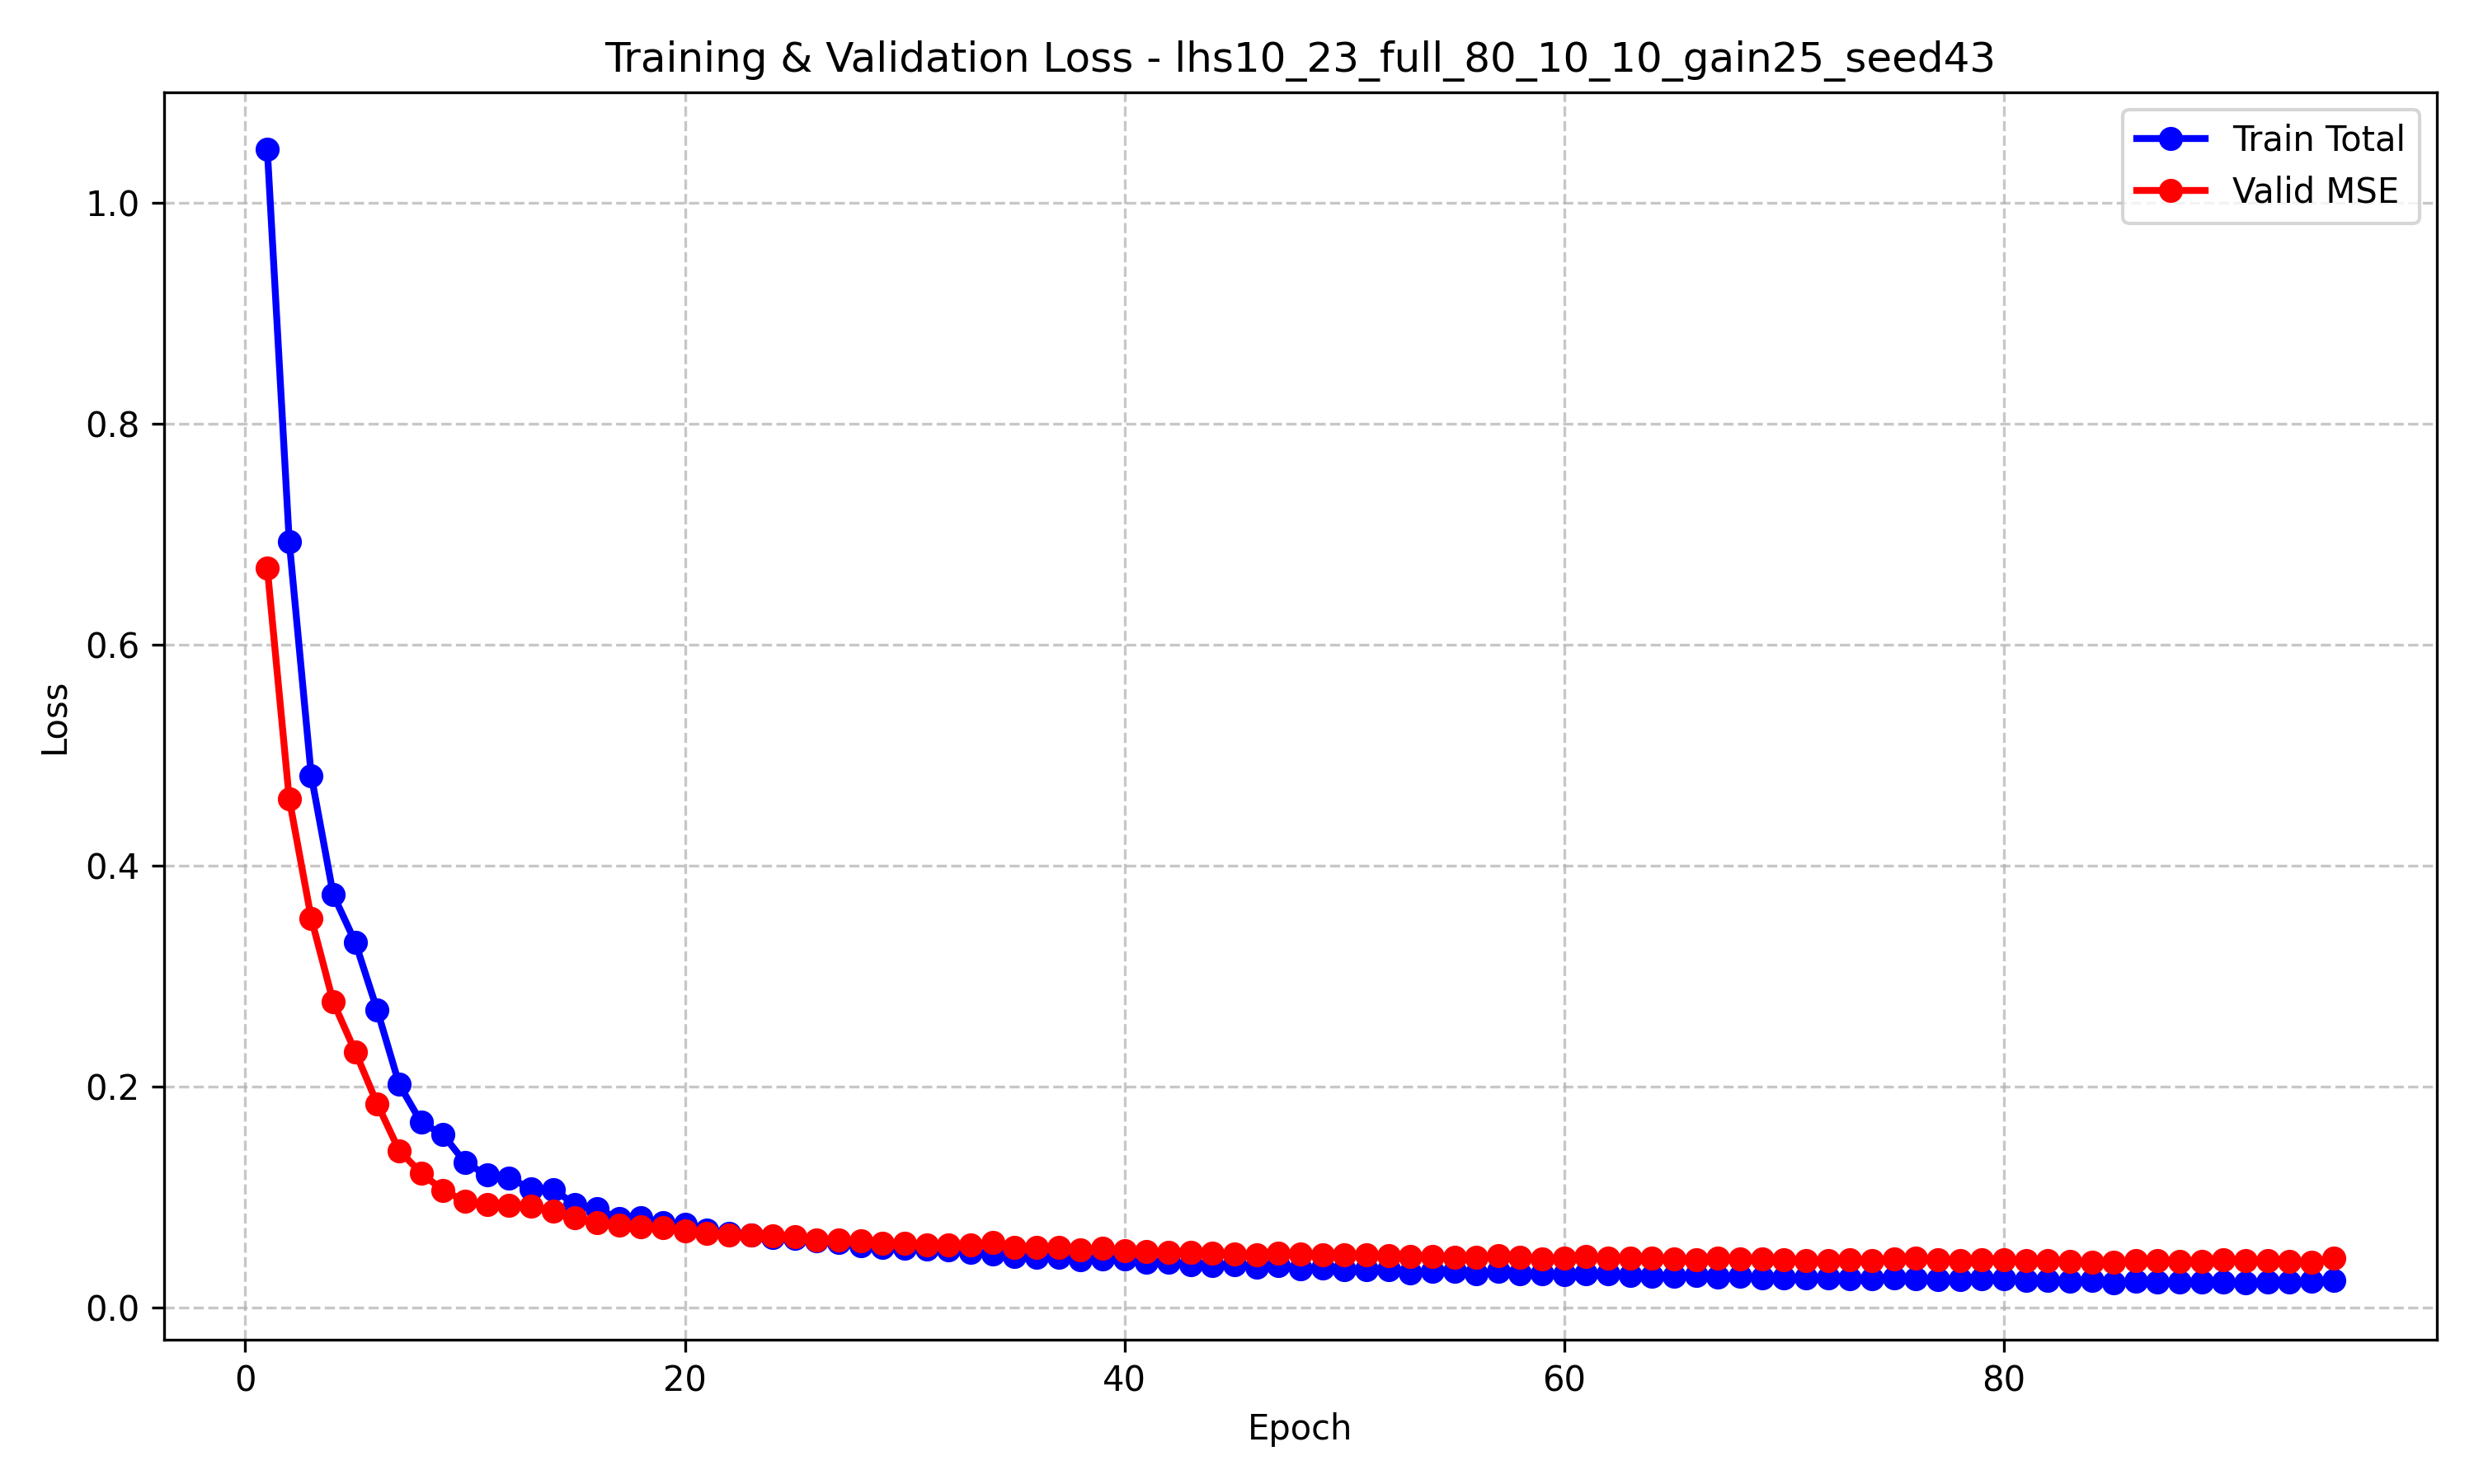 Training & Validation Loss - lhs10_23_full_80_10_10_gain25_seed43
Train Total
Valid MSE
Loss
1.0
0.8
0.6
0.4
0.2
0.0
0 20 40 60 80
Epoch